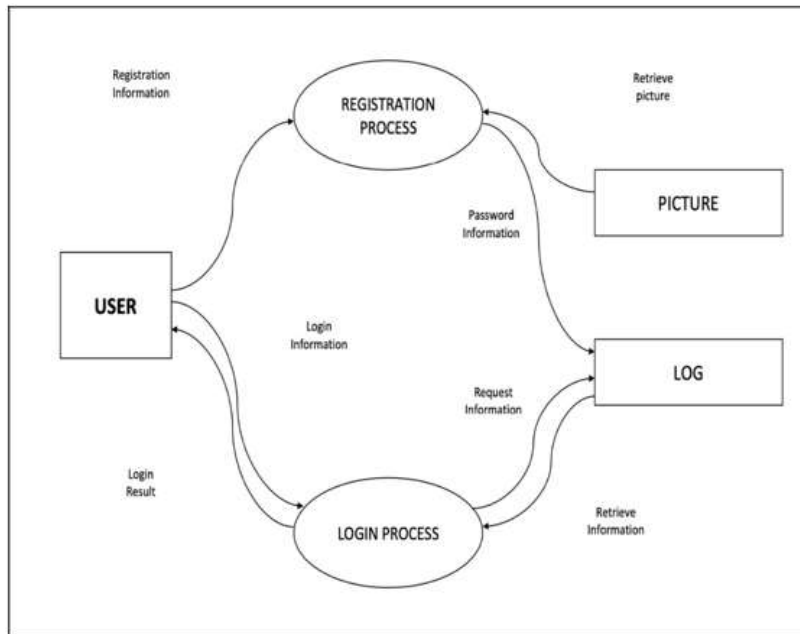 Registration
Information
REGISTRATION
PROCESS
Retrieve
picture
PICTURE
Password
Information
USER
Login
Information
LOG
Request
Information
Login
Result
LOGIN PROCESS
Retrieve
Information